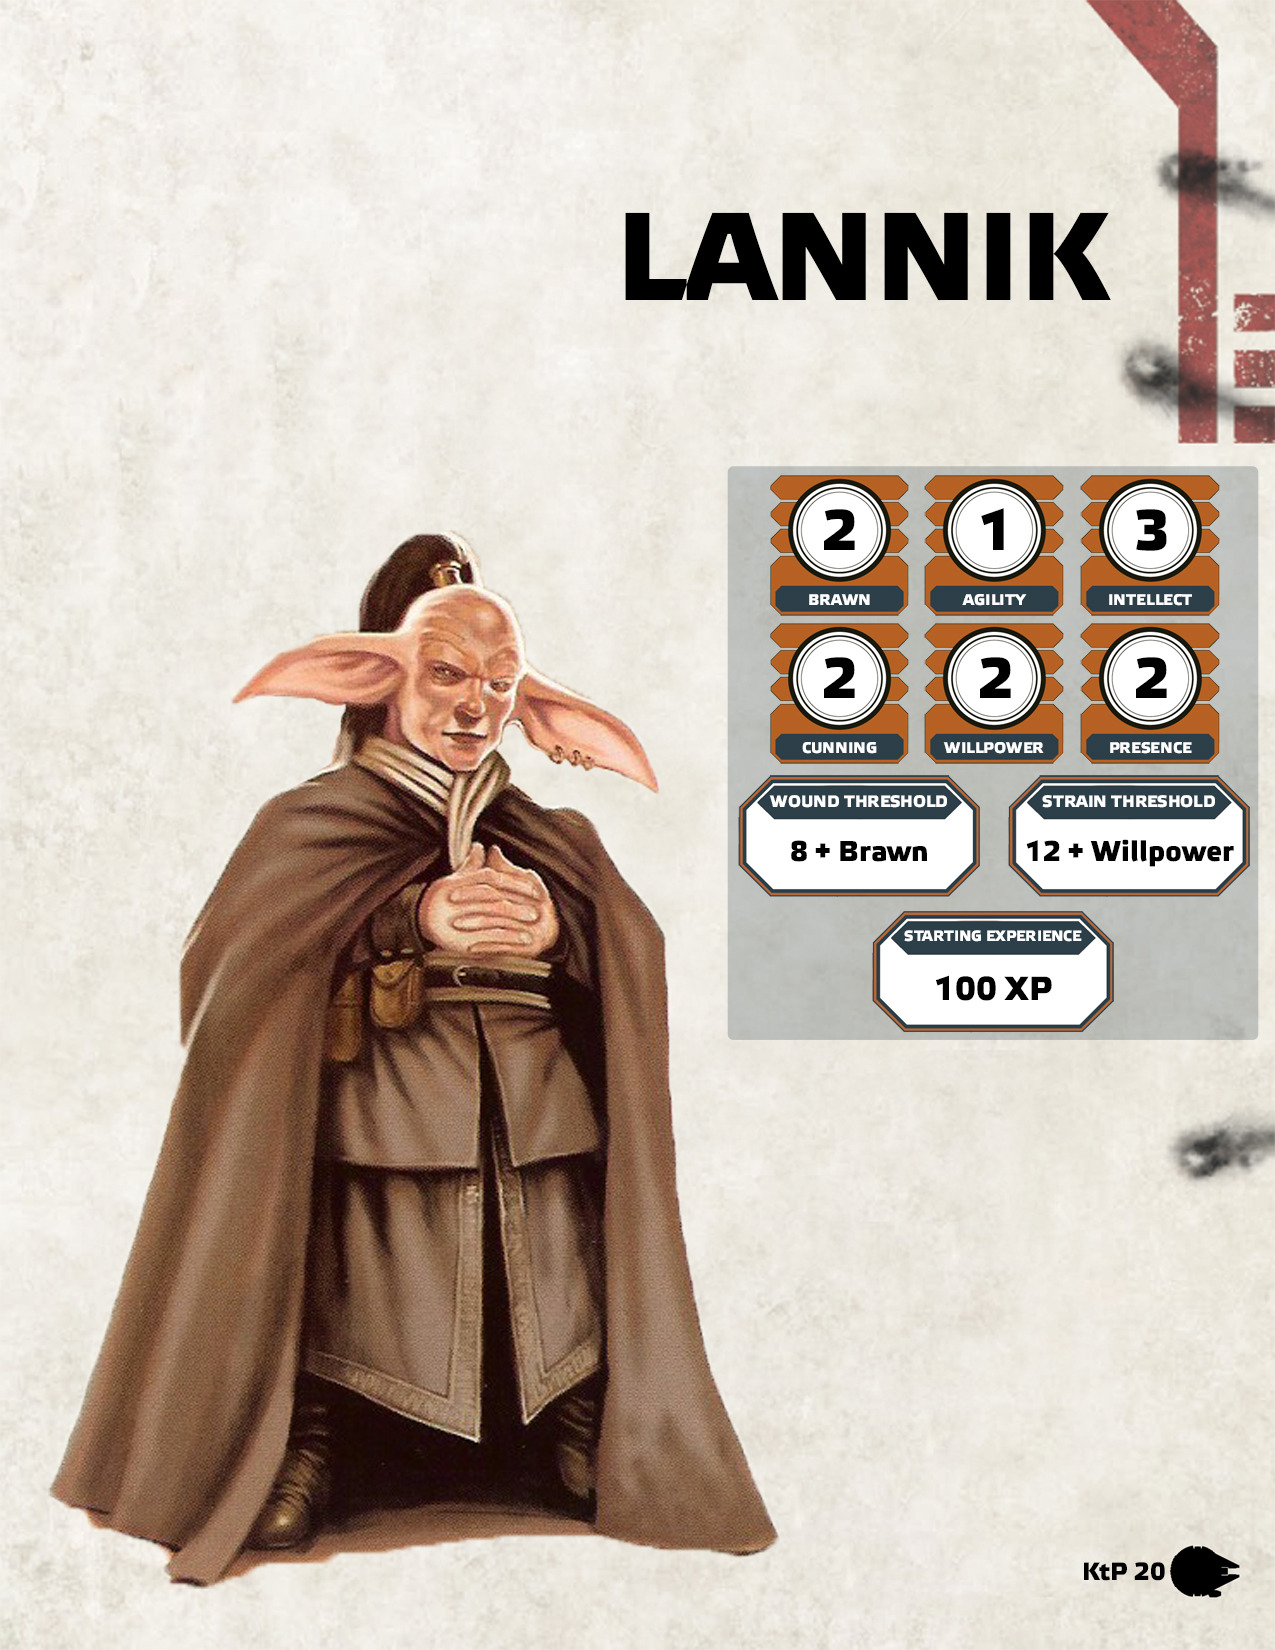 LANNIK
2 1 3
BRAWN AGILITY INTELLECT
2 2 2
CUNNING WILLPOWER PRESENCE
WOUND THRESHOLD STRAIN THRESHOLD
8 + Brawn 12 + Willpower
STARTING EXPERIENCE
100 XP
KtP 20